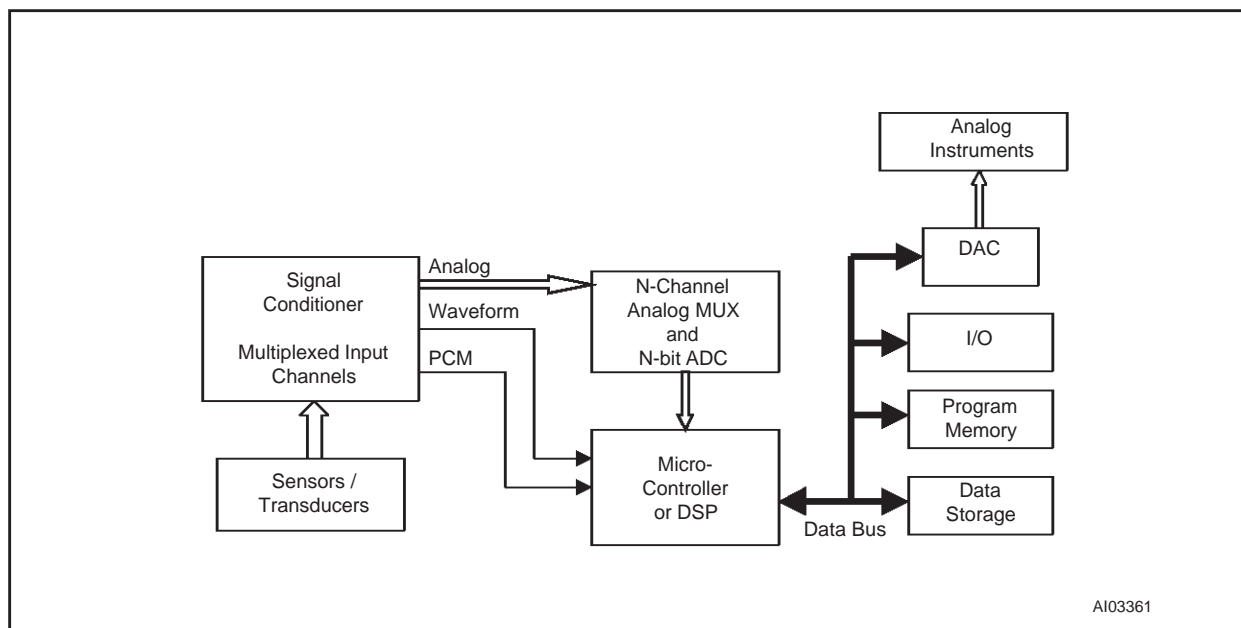 Analog
Instruments
DAC
Signal
Conditioner
Multiplexed Input
Channels
Analog
Waveform
PCM
N-Channel
Analog MUX
and
N-bit ADC
I/O
Program
Memory
Sensors /
Transducers
Micro-
Controller
or DSP
Data Bus
Data
Storage
AI03361